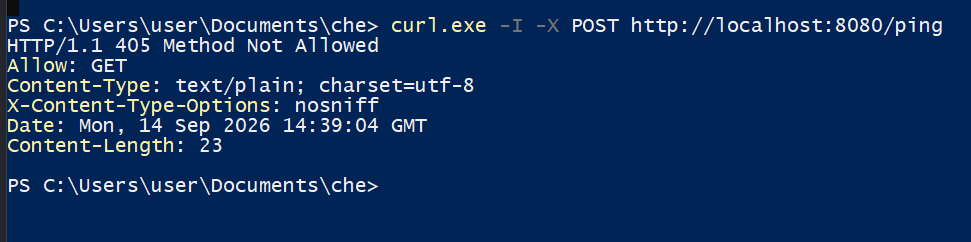 PS C:\Users\user\Documents\che> curl.exe -I -X POST http://localhost:8080/ping
HTTP/1.1 405 Method Not Allowed
Allow: GET
Content-Type: text/plain; charset=utf-8
X-Content-Type-Options: nosniff
Date: Mon, 14 Sep 2026 14:39:04 GMT
Content-Length: 23
PS C:\Users\user\Documents\che>